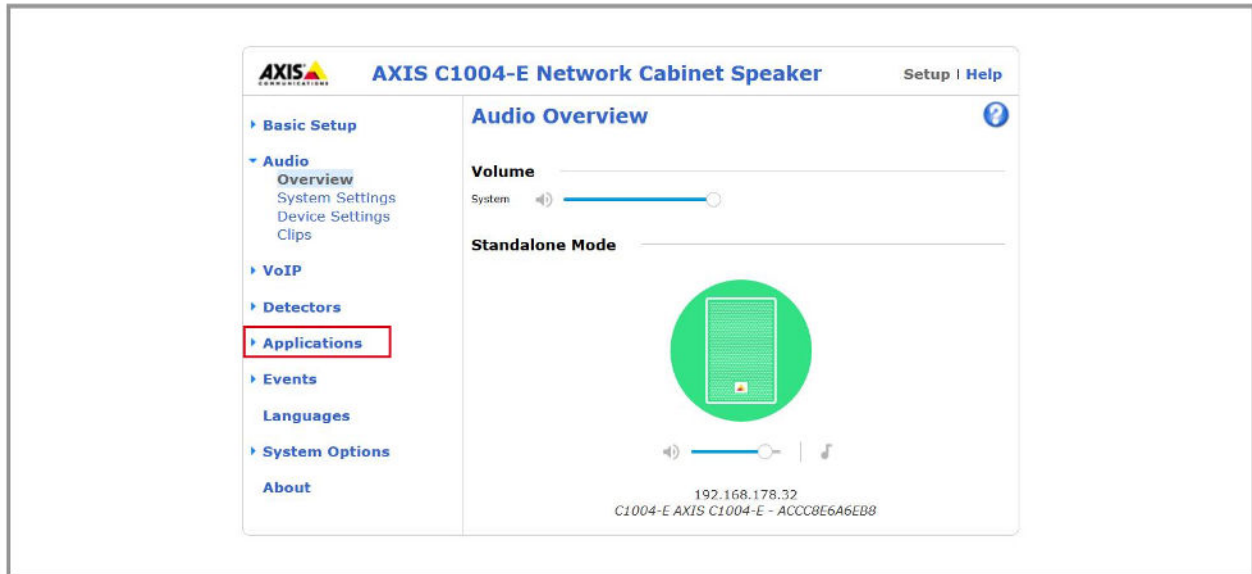 AXIS
COMMUNICATIONS
AXIS C1004-E Network Cabinet Speaker
Setup | Help
Basic Setup
Audio
Overview
System Settings
Device Settings
Clips
VoIP
Detectors
Applications
Events
Languages
System Options
About
Audio Overview
?
Volume
System
Standalone Mode
192.168.178.32
C1004-E AXIS C1004-E - ACCC8E6A6EB8